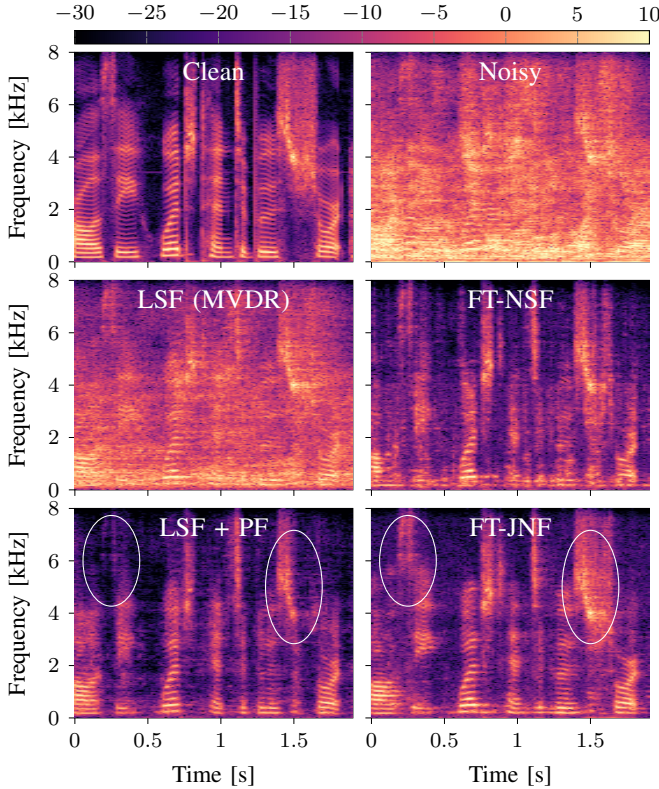 −30 −25 −20 −15 −10 −5 0 5 10
Clean Noisy
8
6
4
2
0
Frequency [kHz]
LSF (MVDR) FT-NSF
8
6
4
2
0
Frequency [kHz]
LSF + PF FT-JNF
8
6
4
2
0
Frequency [kHz]
0 0.5 1 1.5 0 0.5 1 1.5
Time [s] Time [s]